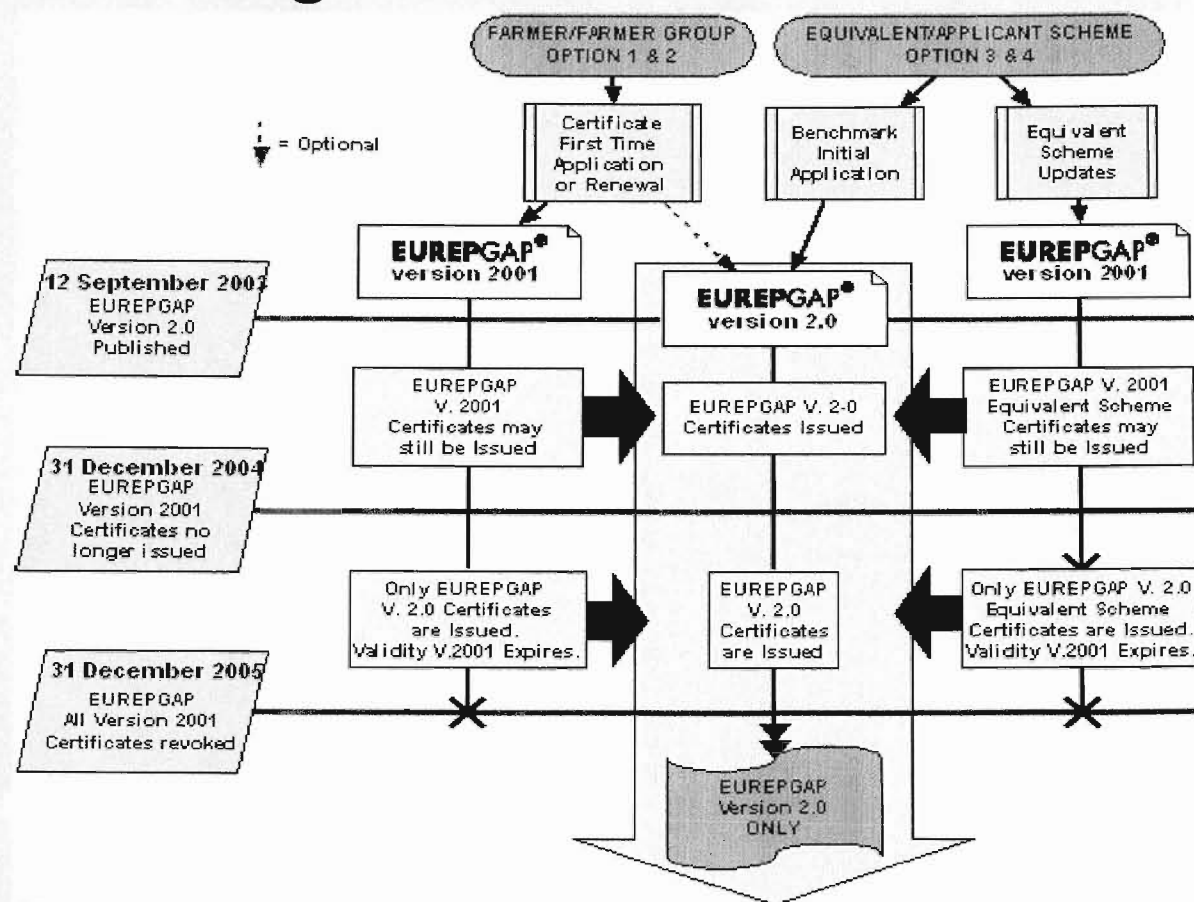 FARMER/FARMER GROUP
OPTION 1 & 2
EQUIVALENT/APPLICANT SCHEME
OPTION 3 & 4
= Optional
Certificate
First Time
Application
or Renewal
Benchmark
Initial
Application
Equivalent
Scheme
Updates
EUREPGAP®
version 2001
EUREPGAP®
version 2.0
EUREPGAP®
version 2001
12 September 2003
EUREPGAP
Version 2.0
Published
EUREPGAP
V. 2001
Certificates may
still be Issued
EUREPGAP V. 2-0
Certificates Issued
EUREPGAP V. 2001
Equivalent Scheme
Certificates may
still be Issued
31 December 2004
EUREPGAP
Version 2001
Certificates no
longer issued
Only EUREPGAP
V. 2.0 Certificates
are Issued.
Validity V.2001 Expires.
EUREPGAP
V. 2.0
Certificates
are Issued
Only EUREPGAP V. 2.0
Equivalent Scheme
Certificates are Issued.
Validity V.2001 Expires.
31 December 2005
EUREPGAP
All Version 2001
Certificates revoked
EUREPGAP
Version 2.0
ONLY